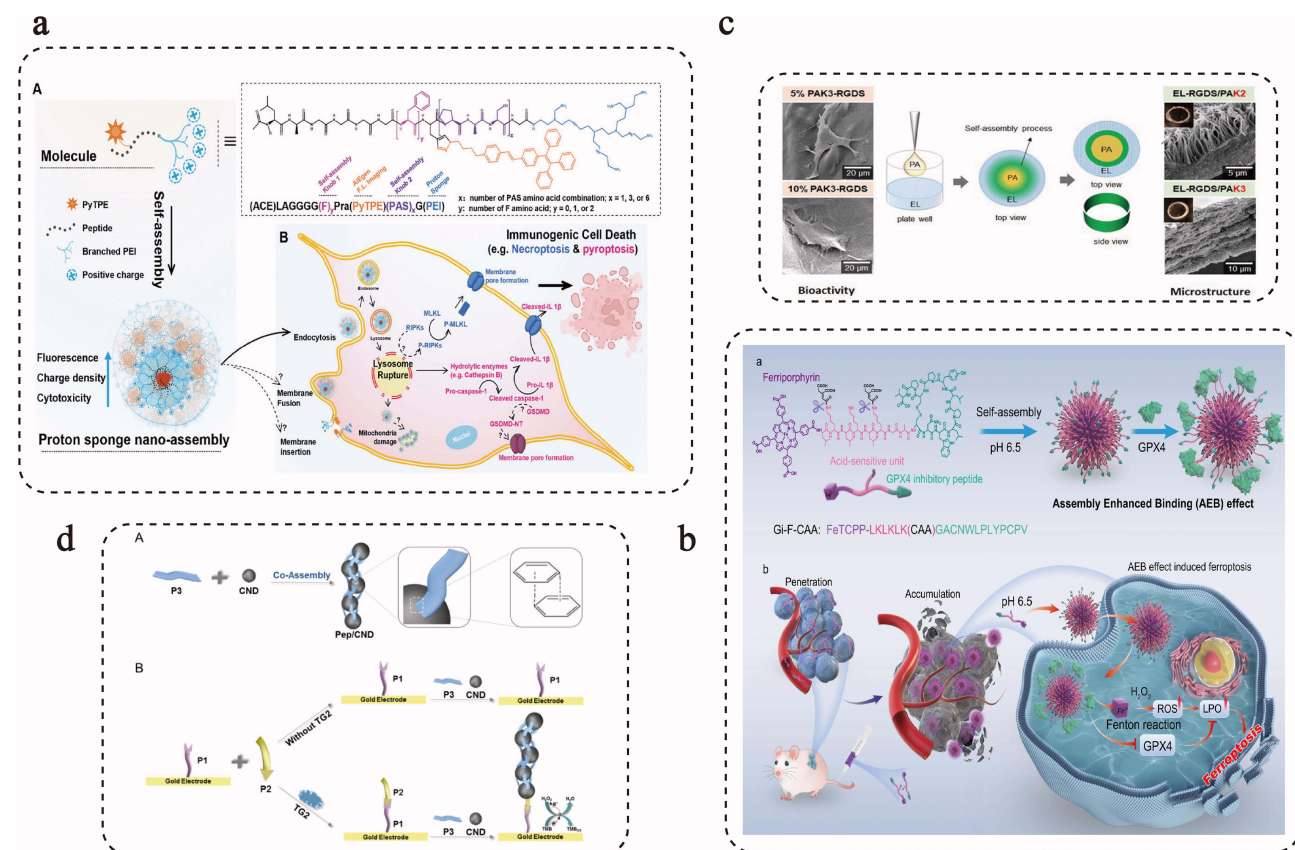 a
A
Molecule
PyTPE
Peptide
Branched PEI
Positive charge
Self-assembly
Fluorescence
Charge density
Cytotoxicity
Proton sponge nano-assembly
Self-assembly
Knob 1
AIEgen
F.L. Imaging
Self-assembly
Knob 2
Proton
Sponge
(ACE)LAGGGG(F)yPra(PyTPE)(PAS)xG(PEI)
x: number of PAS amino acid combination; x = 1, 3, or 6
y: number of F amino acid; y = 0, 1, or 2
B
Immunogenic Cell Death
(e.g. Necroptosis & pyroptosis)
Endosome
Lysosome
Endocytosis
?
Membrane
Fusion
?
Membrane
insertion
Lysosome
Rupture
RIPKs
MLKL
P-MLKL
P-RIPKs
Membrane
pore formation
Cleaved-IL 1β
Hydrolytic enzymes
(e.g. Cathepsin B)
Cleaved-IL 1β
Pro-caspase-1
Pro-IL 1β
Cleaved caspase-1
?
GSDMD
GSDMD-NT
?
?
Mitochondria
damage
Nuclei
Membrane pore formation
c
5% PAK3-RGDS
20 µm
10% PAK3-RGDS
20 µm
Bioactivity
PA
EL
plate well
Self-assembly process
PA
EL
top view
PA
EL
top view
side view
EL-RGDS/PAK2
5 µm
EL-RGDS/PAK3
10 µm
Microstructure
b
a
Ferriporphyrin
Acid-sensitive unit
GPX4 inhibitory peptide
Self-assembly
pH 6.5
GPX4
Assembly Enhanced Binding (AEB) effect
Gi-F-CAA: FeTCPP-LKLKLK(CAA)GACNWLPLYPCPV
b
Penetration
Accumulation
pH 6.5
AEB effect induced ferroptosis
H2O2
Fe
ROS
LPO
Fenton reaction
GPX4
Ferroptosis
d
A
P3
CND
Co-Assembly
Pep/CND
B
P1
Gold Electrode
P2
Without TG2
TG2
P1
Gold Electrode
P3
CND
P1
Gold Electrode
P2
P1
Gold Electrode
P3
CND
H2O2
H2O
TMB
Gold Electrode